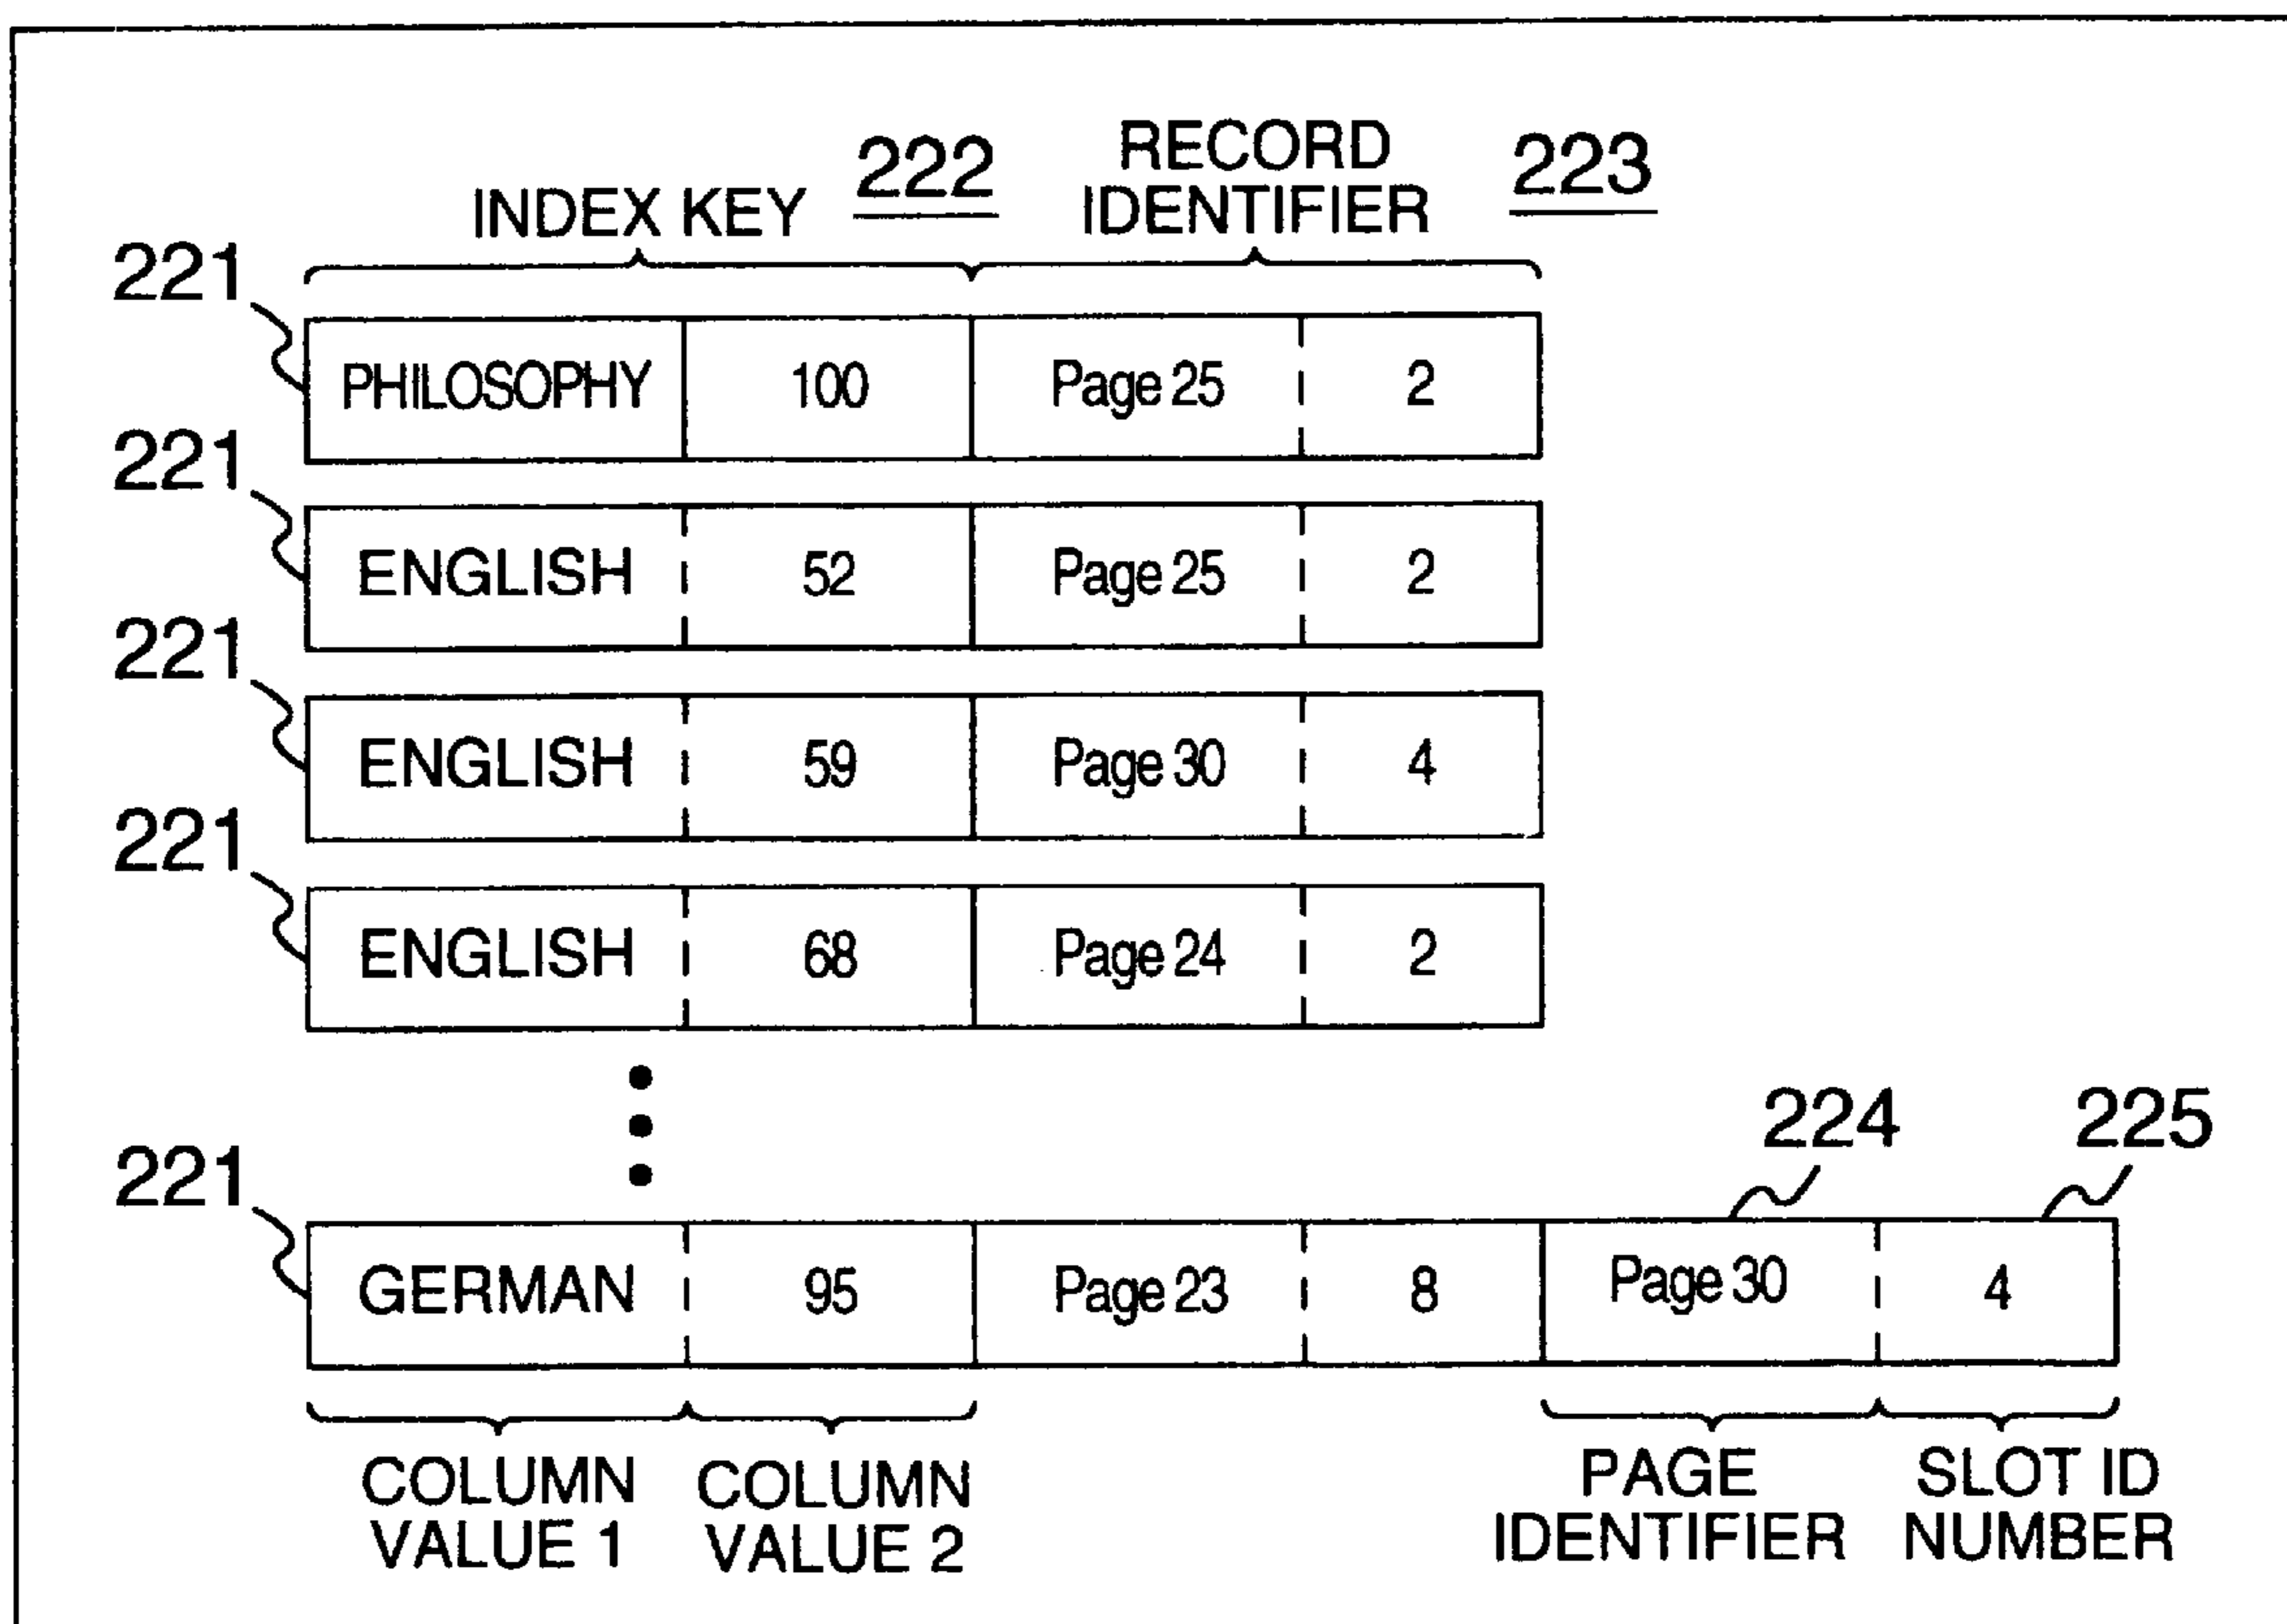 RECORD
INDEX KEY 222 IDENTIFIER 223
221
PHILOSOPHY 100 Page 25 2
221
ENGLISH 52 Page 25 2
221
ENGLISH 59 Page 30 4
221
ENGLISH 68 Page 24 2
224 225
221
GERMAN 95 Page 23 8 Page 30 4
COLUMN COLUMN PAGE SLOT ID
VALUE 1 VALUE 2 IDENTIFIER NUMBER